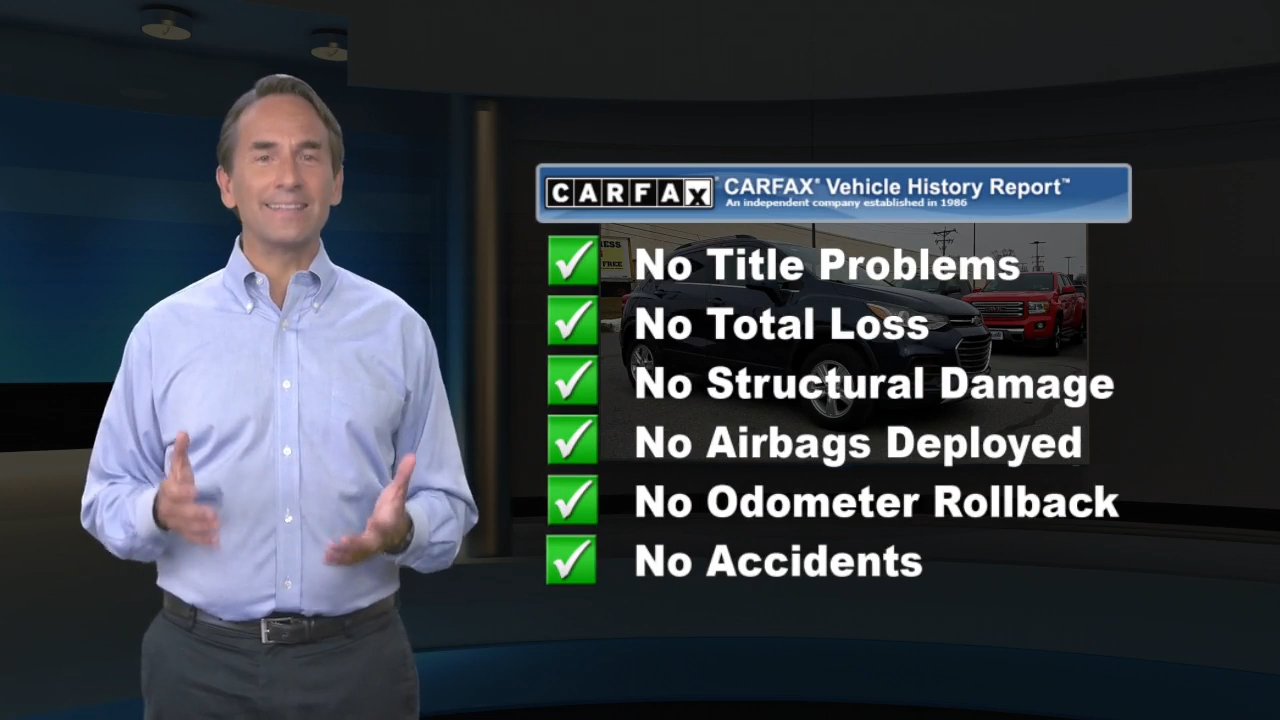 CARFAX® CARFAX® Vehicle History Report™
An independent company established in 1986
No Title Problems
No Total Loss
No Structural Damage
No Airbags Deployed
No Odometer Rollback
No Accidents